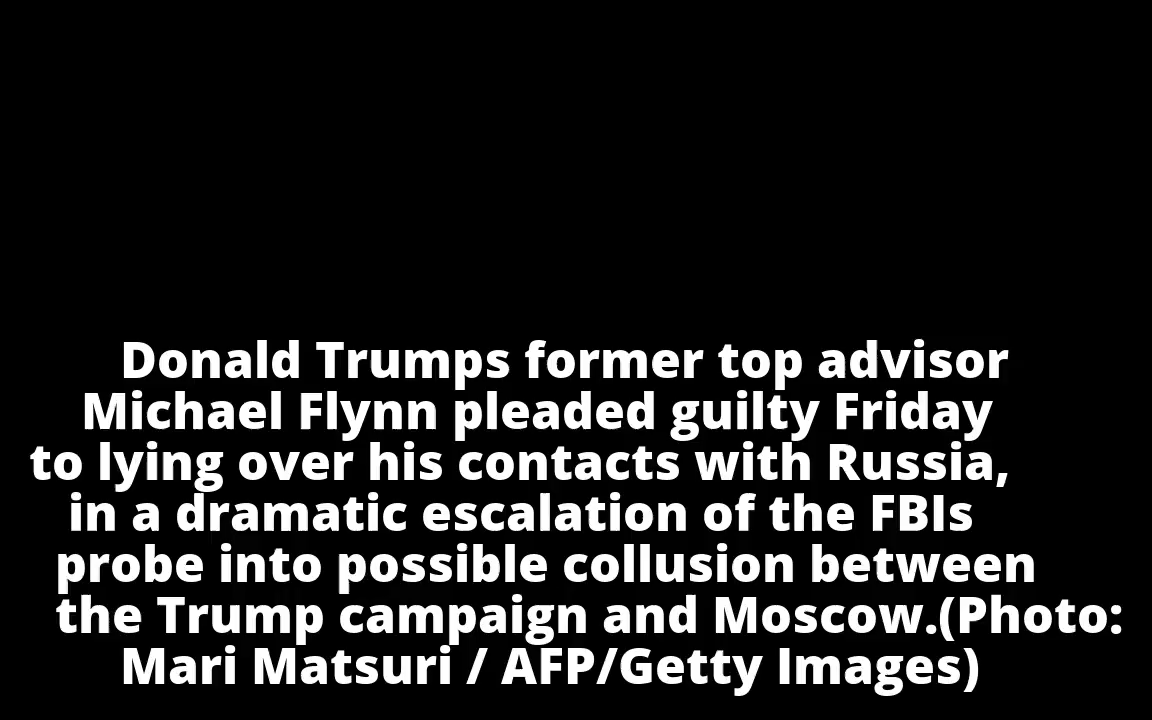 Donald Trumps former top advisor
Michael Flynn pleaded guilty Friday
to lying over his contacts with Russia,
in a dramatic escalation of the FBIs
probe into possible collusion between
the Trump campaign and Moscow.(Photo:
Mari Matsuri / AFP/Getty Images)